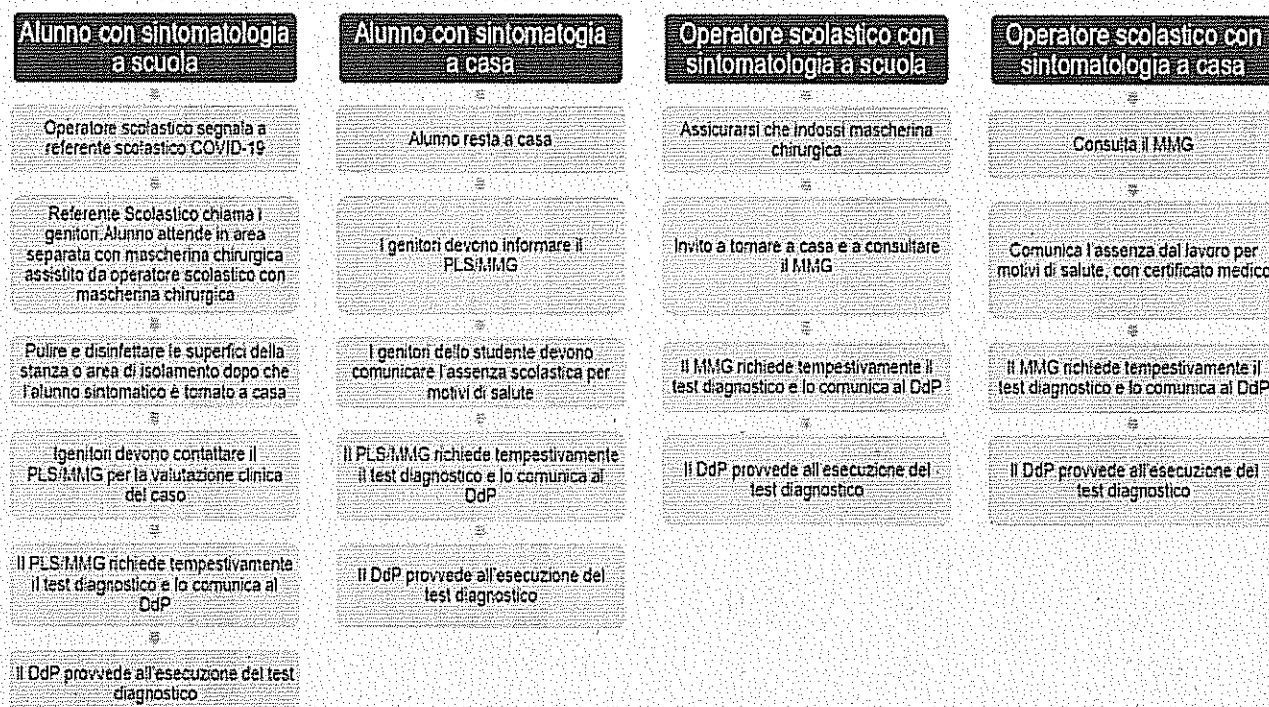 Alunno con sintomatologia
a scuola
Operatore scolastico segnala a
referente scolastico COVID-19
Referente Scolastico chiama i
genitori. Alunno attende in area
separata con mascherina chirurgica
assistito da operatore scolastico con
mascherina chirurgica
Pulire e disinfettare le superfici della
stanza o area di isolamento dopo che
l'alunno sintomatico è tornato a casa
Igenitori devono contattare il
PLS/MMG per la valutazione clinica
del caso
Il PLS/MMG richiede tempestivamente
il test diagnostico e lo comunica al
DdP
Il DdP provvede all'esecuzione del test
diagnostico
Alunno con sintomatogia
a casa
Alunno resta a casa
I genitori devono informare il
PLS/MMG
I genitori dello studente devono
comunicare l'assenza scolastica per
motivi di salute
Il PLS/MMG richiede tempestivamente
il test diagnostico e lo comunica al
DdP
Il DdP provvede all'esecuzione del
test diagnostico
Operatore scolastico con
sintomatologia a scuola
Assicurarsi che indossi mascherina
chirurgica
Invito a tornare a casa e a consultare
il MMG
Il MMG richiede tempestivamente il
test diagnostico e lo comunica al DdP
Il DdP provvede all'esecuzione del
test diagnostico
Operatore scolastico con
sintomatologia a casa
Consulta il MMG
Comunica l'assenza dal lavoro per
motivi di salute, con certificato medico
Il MMG richiede tempestivamente il
test diagnostico e lo comunica al DdP
Il DdP provvede all'esecuzione del
test diagnostico